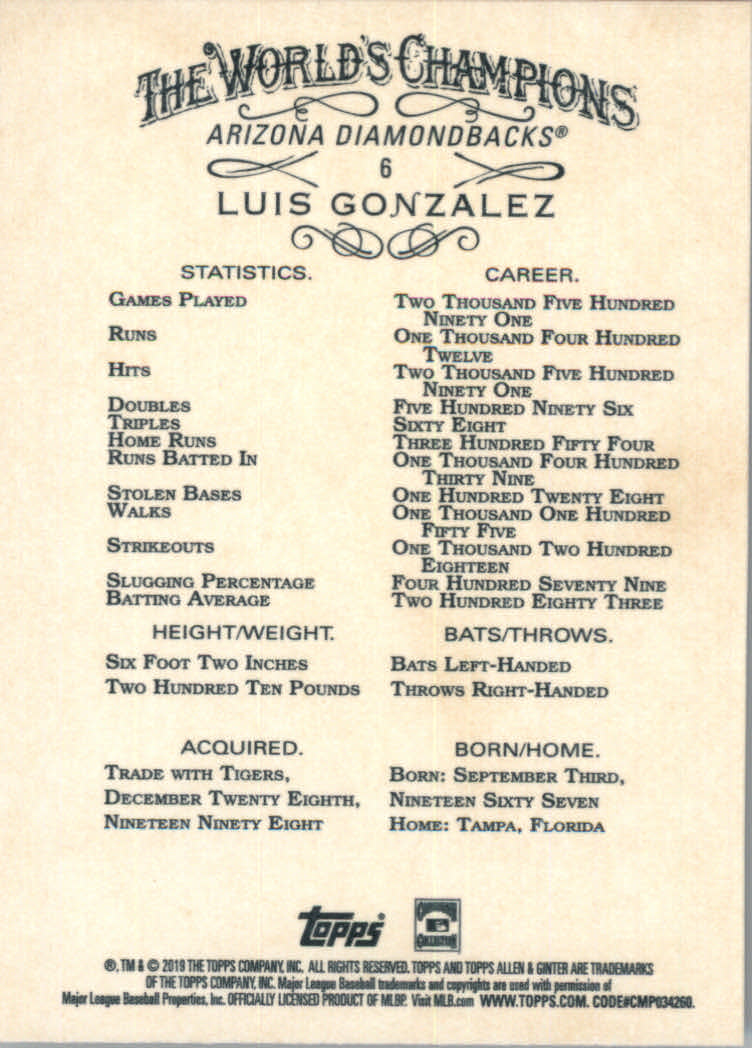 THE WORLD'S CHAMPIONS
ARIZONA DIAMONDBACKS®
6
LUIS GONZALEZ
STATISTICS. CAREER.
GAMES PLAYED TWO THOUSAND FIVE HUNDRED
NINETY ONE
RUNS ONE THOUSAND FOUR HUNDRED
TWELVE
HITS TWO THOUSAND FIVE HUNDRED
NINETY ONE
DOUBLES FIVE HUNDRED NINETY SIX
TRIPLES SIXTY EIGHT
HOME RUNS THREE HUNDRED FIFTY FOUR
RUNS BATTED IN ONE THOUSAND FOUR HUNDRED
THIRTY NINE
STOLEN BASES ONE HUNDRED TWENTY EIGHT
WALKS ONE THOUSAND ONE HUNDRED
FIFTY FIVE
STRIKEOUTS ONE THOUSAND TWO HUNDRED
EIGHTEEN
SLUGGING PERCENTAGE FOUR HUNDRED SEVENTY NINE
BATTING AVERAGE TWO HUNDRED EIGHTY THREE
HEIGHT/WEIGHT. BATS/THROWS.
SIX FOOT TWO INCHES BATS LEFT-HANDED
TWO HUNDRED TEN POUNDS THROWS RIGHT-HANDED
ACQUIRED. BORN/HOME.
TRADE WITH TIGERS, BORN: SEPTEMBER THIRD,
DECEMBER TWENTY EIGHTH, NINETEEN SIXTY SEVEN
NINETEEN NINETY EIGHT HOME: TAMPA, FLORIDA
topps® COOPERSTOWN COLLECTION
®, TM & © 2019 THE TOPPS COMPANY, INC. ALL RIGHTS RESERVED. TOPPS AND TOPPS ALLEN & GINTER ARE TRADEMARKS
OF THE TOPPS COMPANY, INC. Major League Baseball trademarks and copyrights are used with permission of
Major League Baseball Properties, Inc. OFFICIALLY LICENSED PRODUCT OF MLBP. Visit MLB.com WWW.TOPPS.COM. CODE#CMP034260.